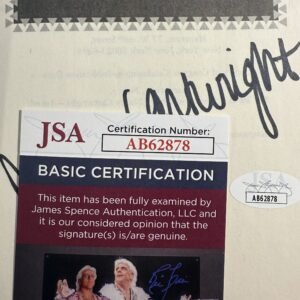 Cartwright
JSA
Certification Number:
AB62878
BASIC CERTIFICATION
This item has been fully examined by
James Spence Authentication, LLC and
it is our considered opinion that the
signature(s) is/are genuine.
JSA
AB62878